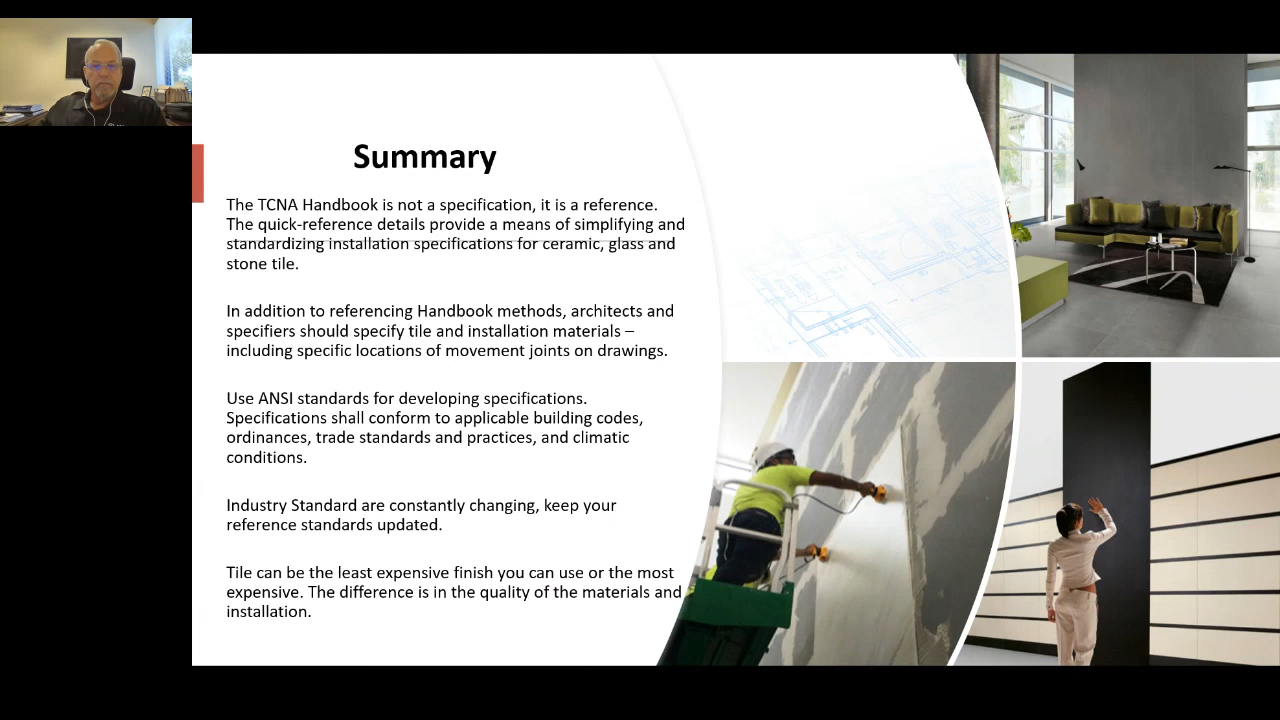 Summary
The TCNA Handbook is not a specification, it is a reference.
The quick-reference details provide a means of simplifying and
standardizing installation specifications for ceramic, glass and
stone tile.
In addition to referencing Handbook methods, architects and
specifiers should specify tile and installation materials –
including specific locations of movement joints on drawings.
Use ANSI standards for developing specifications.
Specifications shall conform to applicable building codes,
ordinances, trade standards and practices, and climatic
conditions.
Industry Standard are constantly changing, keep your
reference standards updated.
Tile can be the least expensive finish you can use or the most
expensive. The difference is in the quality of the materials and
installation.